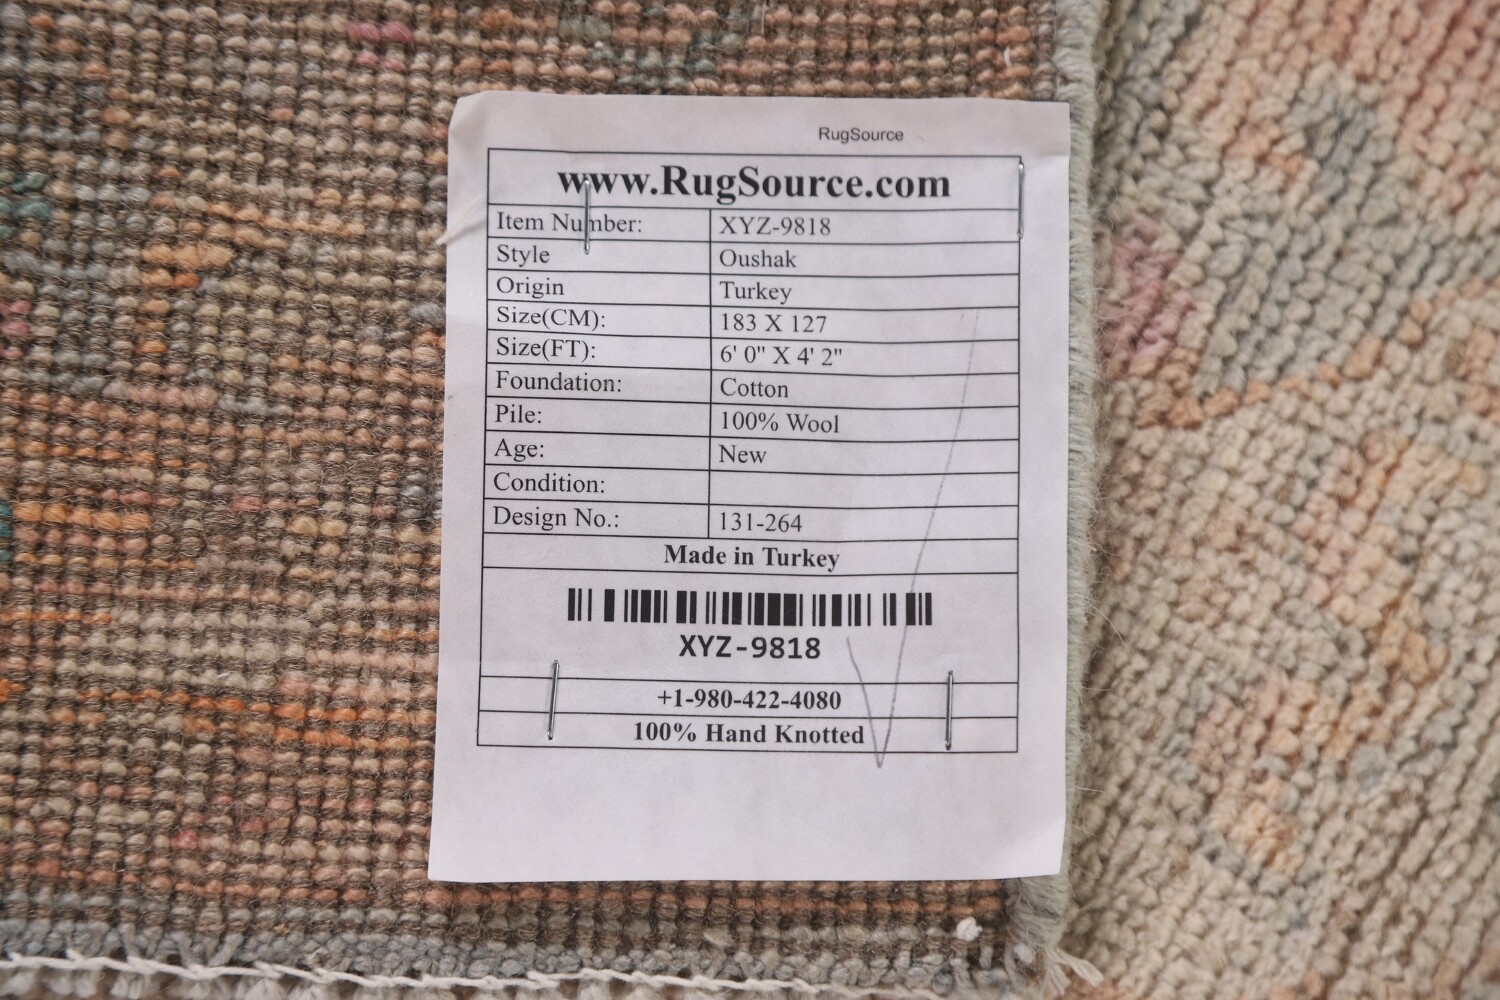 RugSource
www.RugSource.com
Item Number: XYZ-9818
Style Oushak
Origin Turkey
Size(CM): 183 X 127
Size(FT): 6' 0" X 4' 2"
Foundation: Cotton
Pile: 100% Wool
Age: New
Condition:
Design No.: 131-264
Made in Turkey
XYZ-9818
+1-980-422-4080
100% Hand Knotted